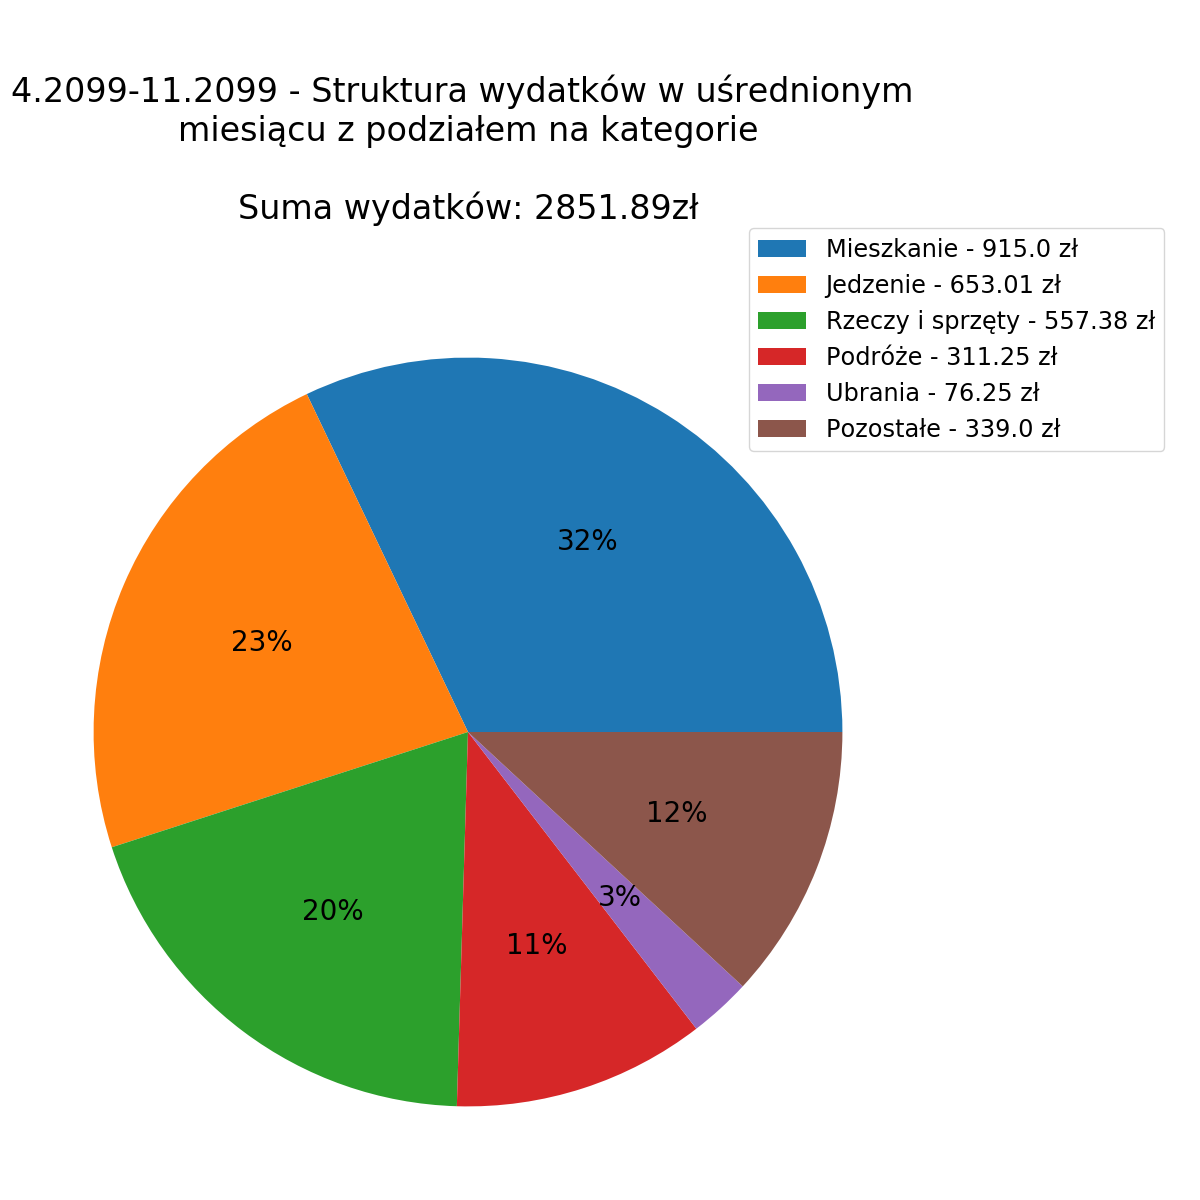 4.2099-11.2099 - Struktura wydatków w uśrednionym
miesiącu z podziałem na kategorie
Suma wydatków: 2851.89zł
Mieszkanie - 915.0 zł
Jedzenie - 653.01 zł
Rzeczy i sprzęty - 557.38 zł
Podróże - 311.25 zł
Ubrania - 76.25 zł
Pozostałe - 339.0 zł
32%
23%
20%
11%
3%
12%